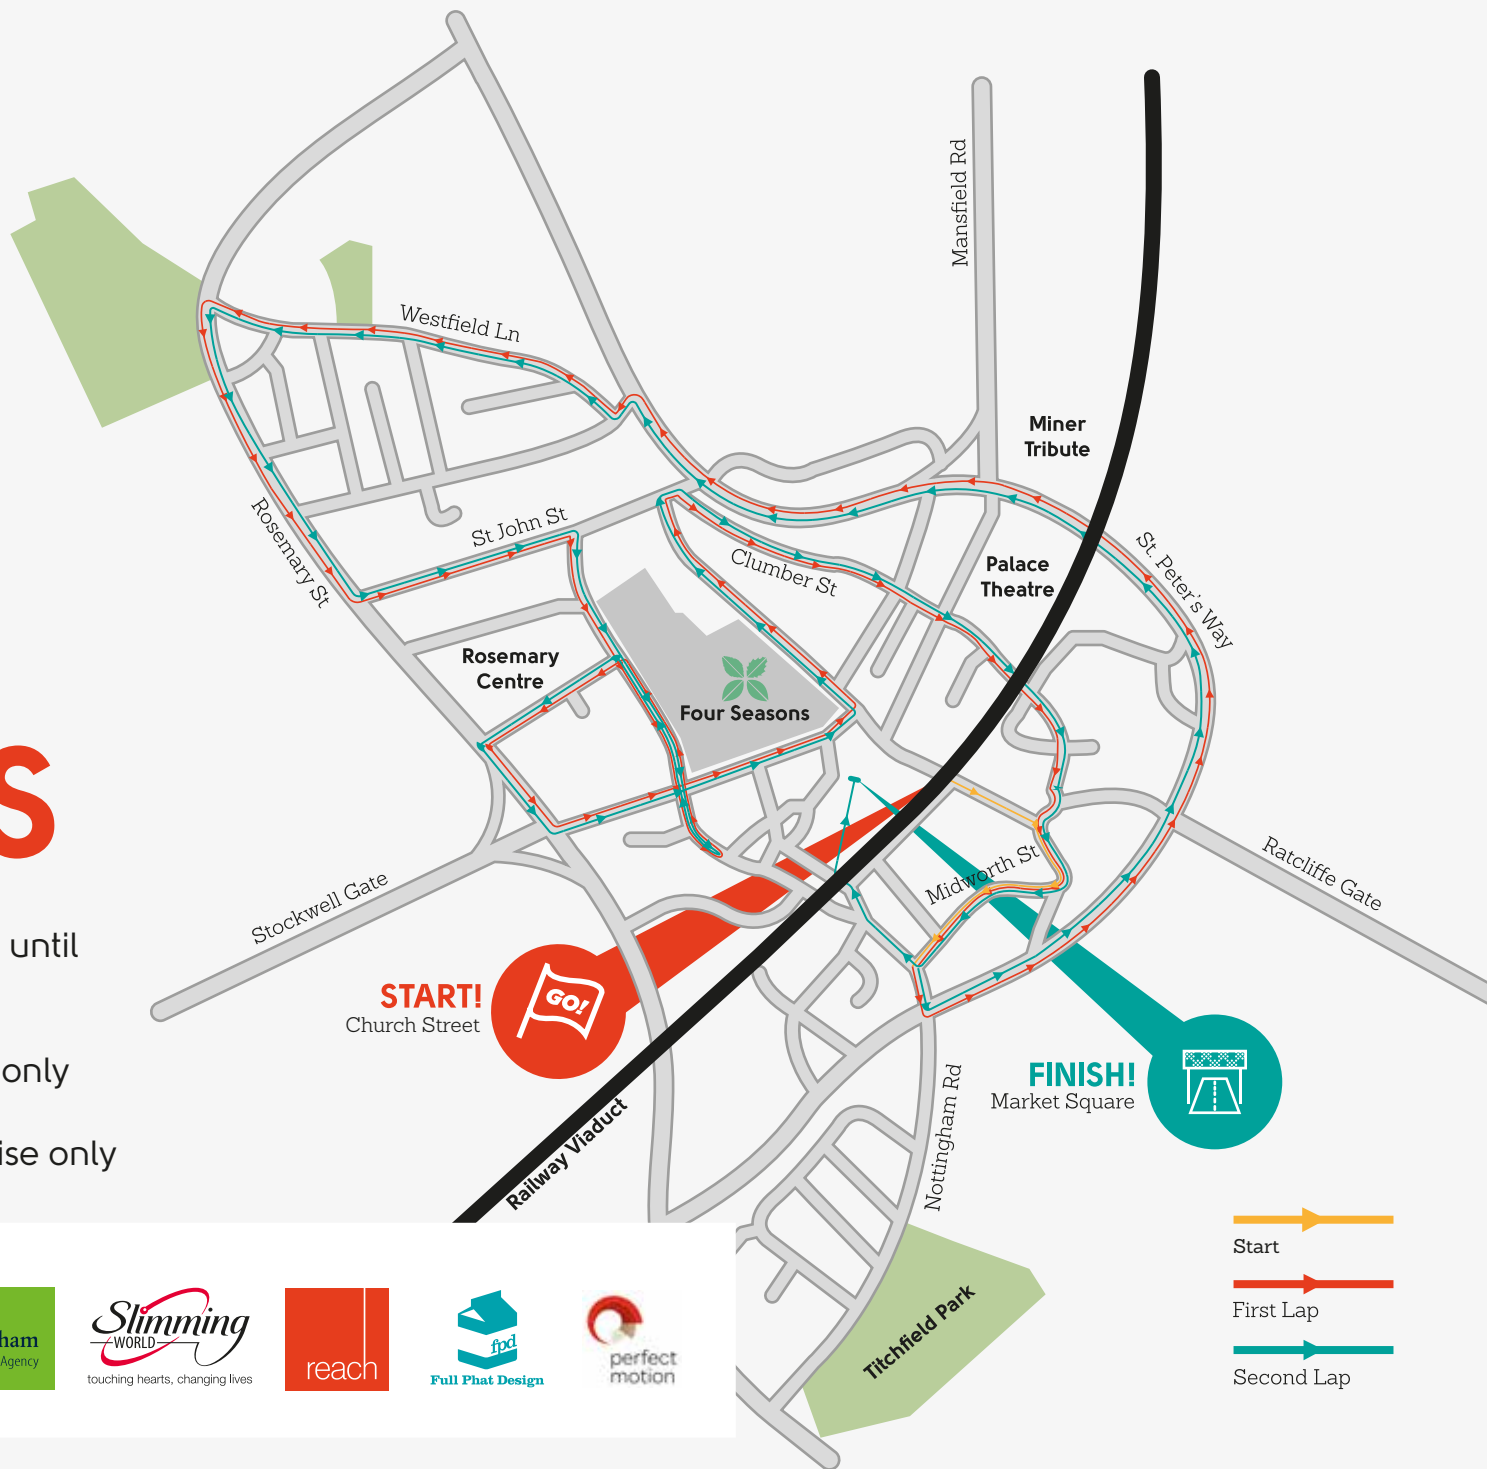 Mansfield Rd
Westfield Ln
Miner
Tribute
St. Peter's Way
Palace
Theatre
St John St
Clumber St
Rosemary St
Rosemary
Centre
Four Seasons
S
Midworth St
Ratcliffe Gate
Stockwell Gate
until
START!
Church Street
GO!
only
FINISH!
Market Square
Nottingham Rd
Railway Viaduct
ise only
Start
First Lap
Second Lap
Titchfield Park
ham
Agency
Slimming
WORLD
touching hearts, changing lives
reach
fpd
Full Phat Design
perfect
motion